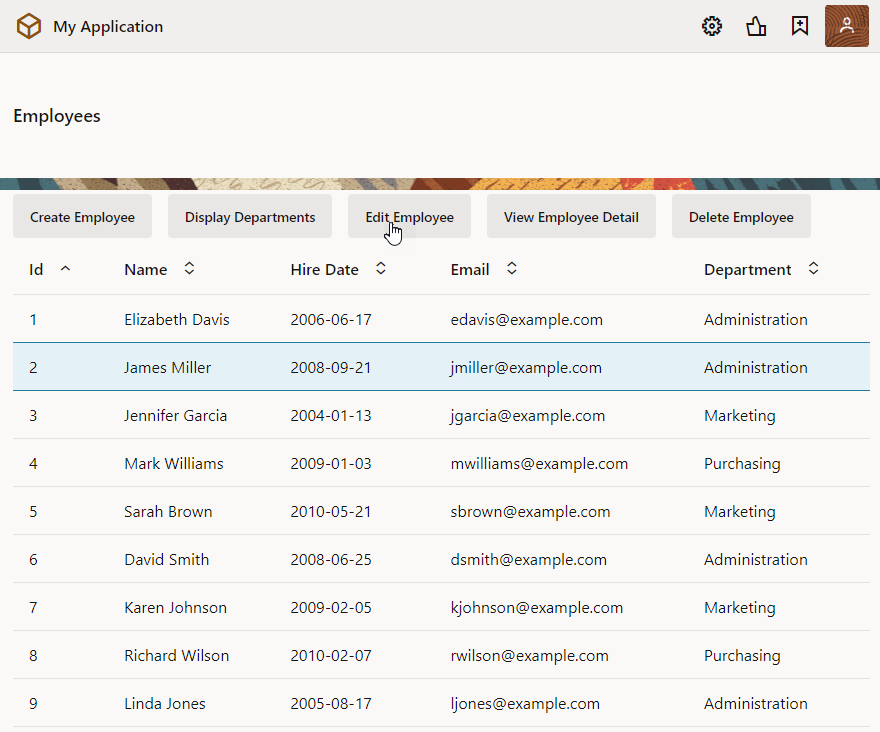 My Application
Employees
Create Employee Display Departments Edit Employee View Employee Detail Delete Employee
Id Name Hire Date Email Department
1 Elizabeth Davis 2006-06-17 edavis@example.com Administration
2 James Miller 2008-09-21 jmiller@example.com Administration
3 Jennifer Garcia 2004-01-13 jgarcia@example.com Marketing
4 Mark Williams 2009-01-03 mwilliams@example.com Purchasing
5 Sarah Brown 2010-05-21 sbrown@example.com Marketing
6 David Smith 2008-06-25 dsmith@example.com Administration
7 Karen Johnson 2009-02-05 kjohnson@example.com Marketing
8 Richard Wilson 2010-02-07 rwilson@example.com Purchasing
9 Linda Jones 2005-08-17 ljones@example.com Administration